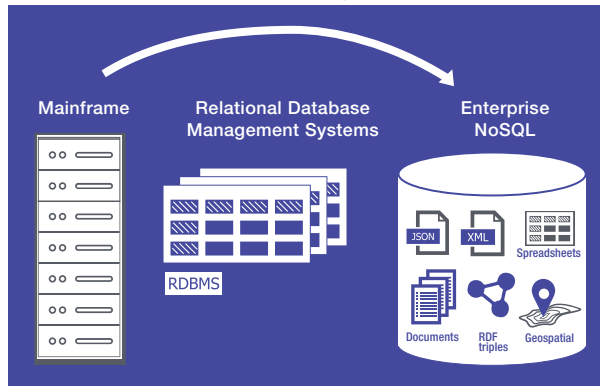 Mainframe
Relational Database
Management Systems
Enterprise
NoSQL
RDBMS
JSON
XML
Spreadsheets
Documents
RDF
triples
Geospatial